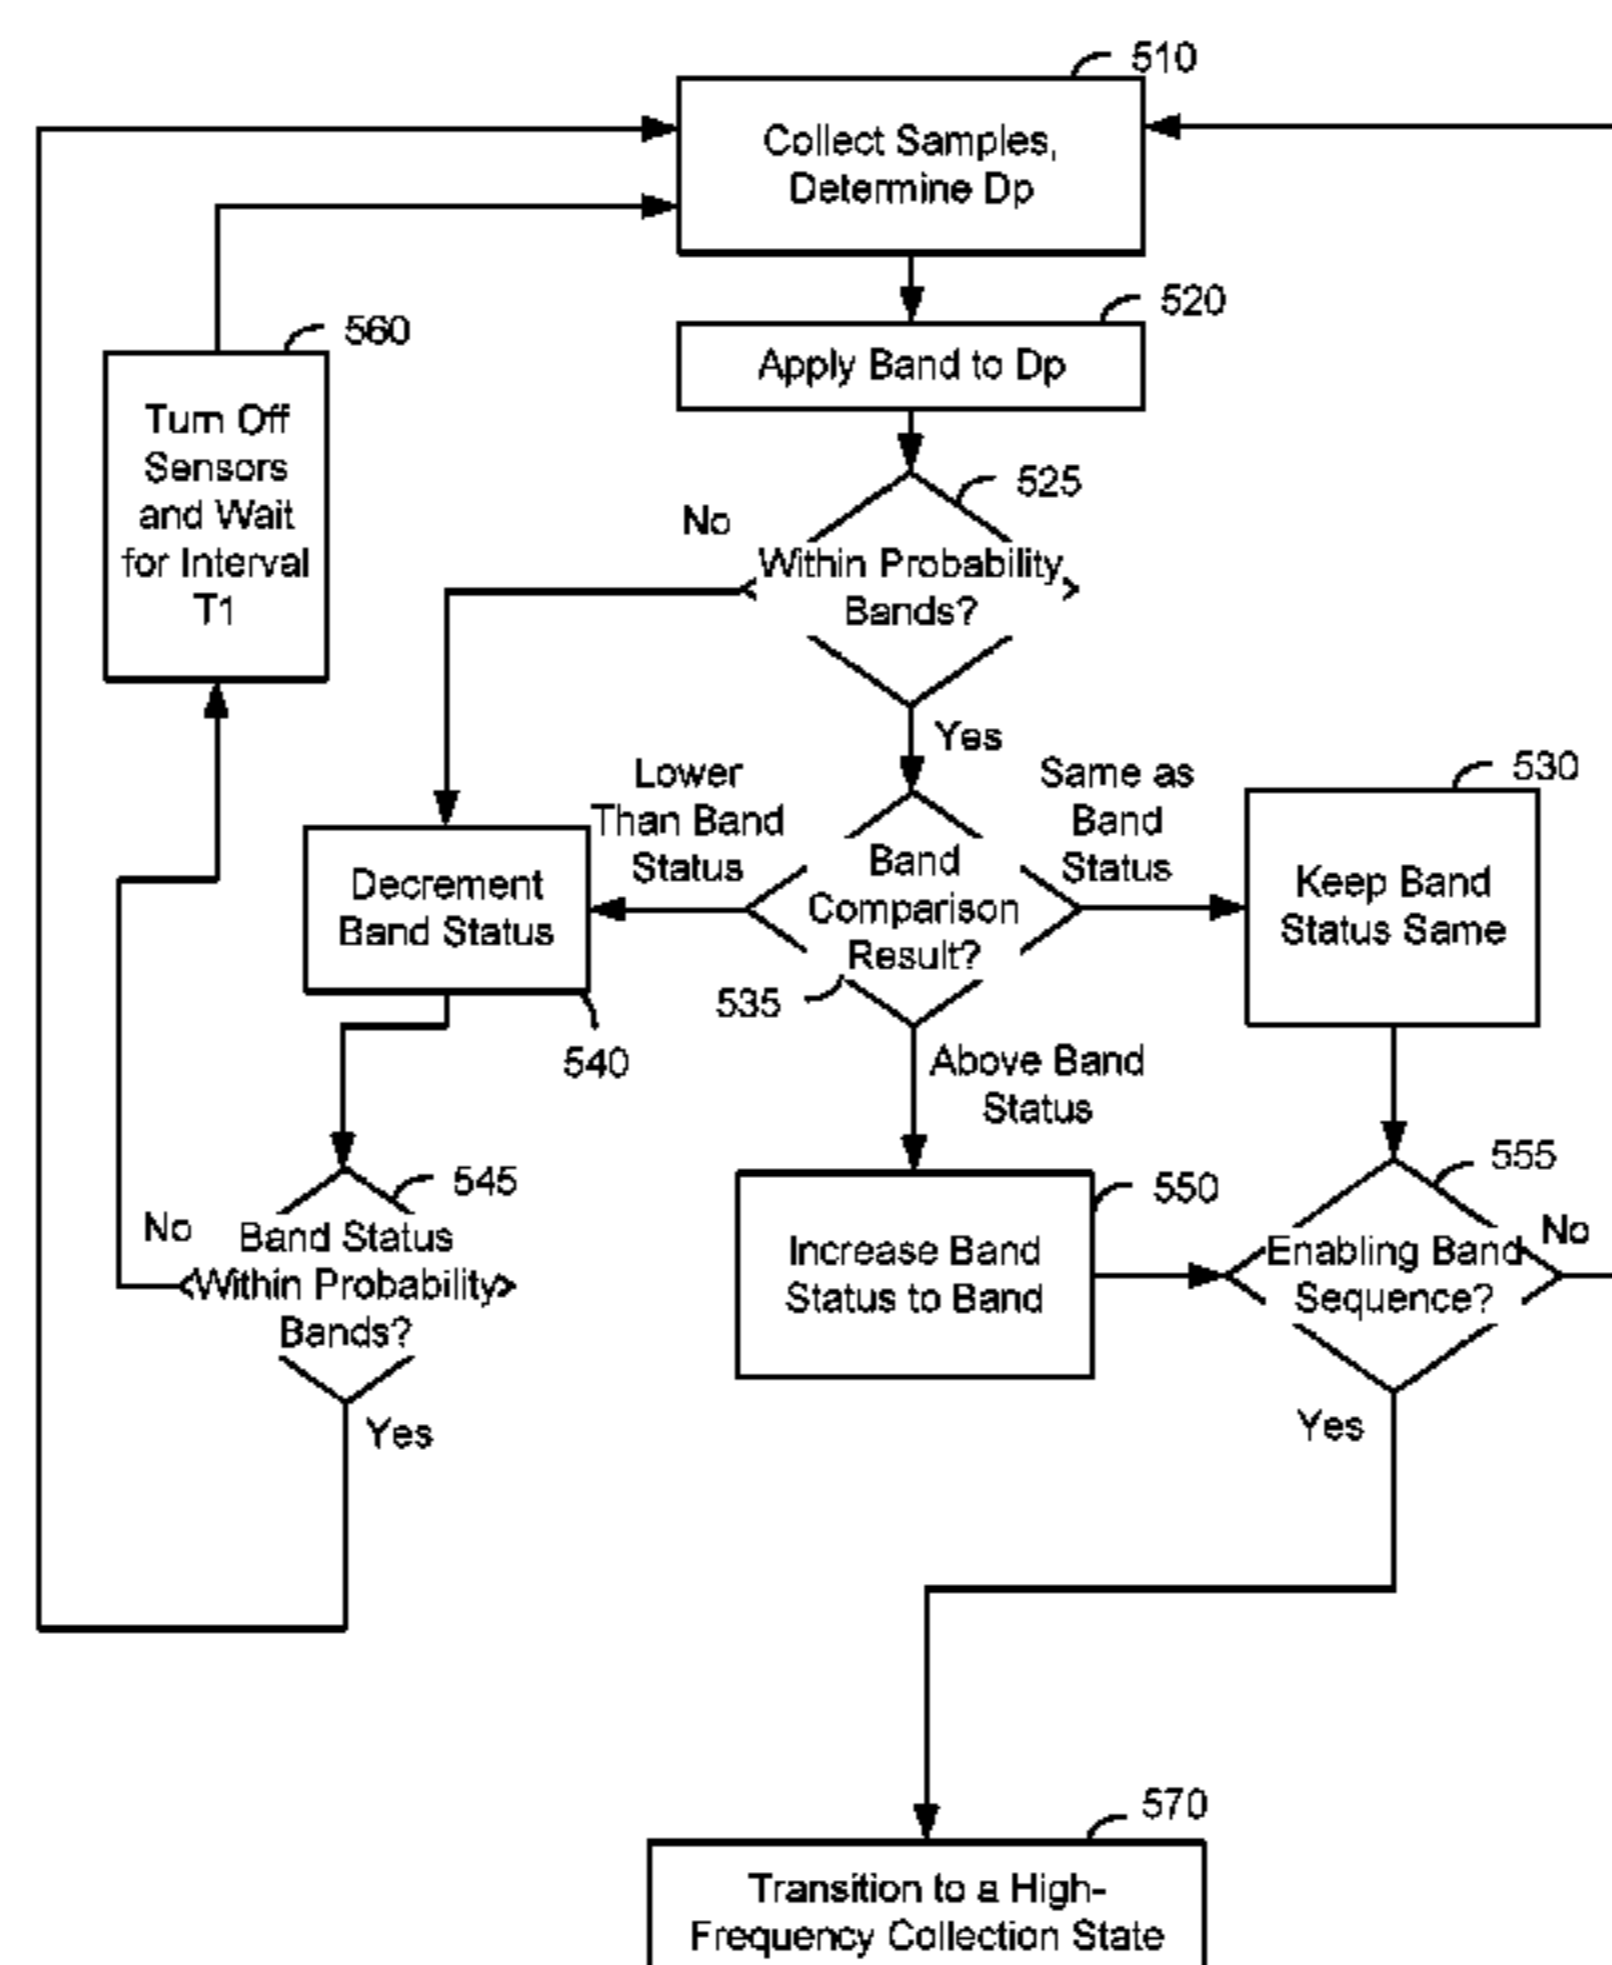 510
Collect Samples,
Determine Dp
520
Apply Band to Dp
560
Turn Off
Sensors
and Wait
for Interval
T1
525
No
Within Probability
Bands?
Yes
Lower
Than Band
Status
Same as
Band
Status
530
Keep Band
Status Same
Decrement
Band Status
540
Band
Comparison
Result?
535
Above Band
Status
545
No
Band Status
Within Probability
Bands?
Yes
550
Increase Band
Status to Band
555
No
Enabling Band
Sequence?
Yes
570
Transition to a High-
Frequency Collection State